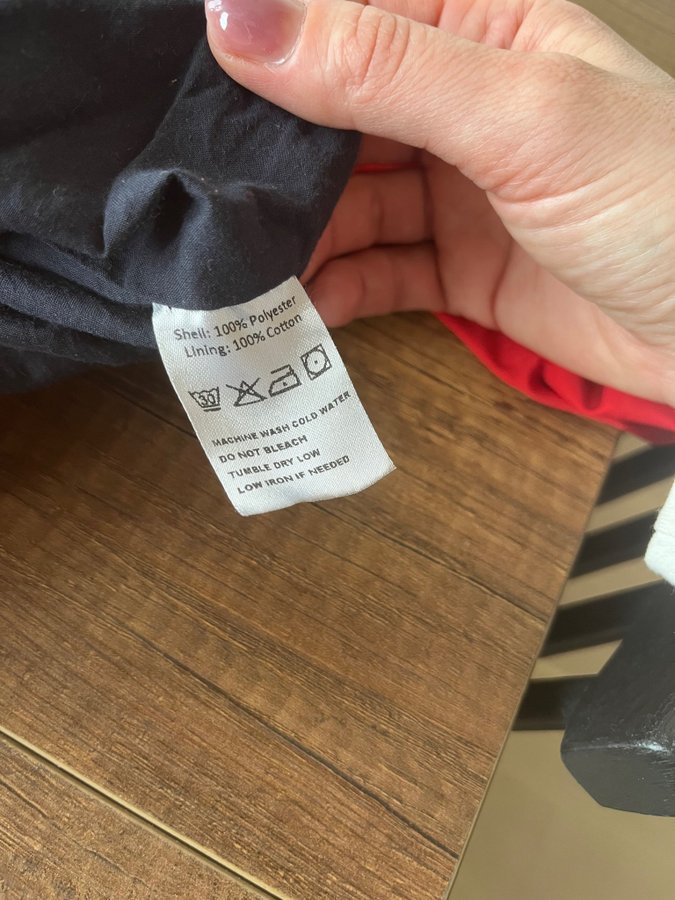 Shell: 100% Polyester
Lining: 100% Cotton
30
MACHINE WASH COLD WATER
DO NOT BLEACH
TUMBLE DRY LOW
LOW IRON IF NEEDED